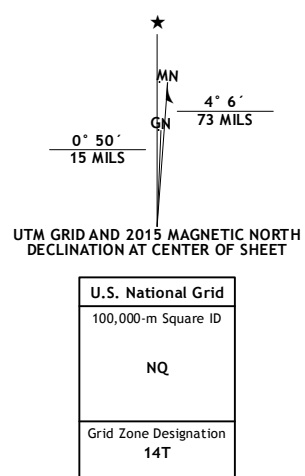 MN
GN
4° 6´
73 MILS
0° 50´
15 MILS
UTM GRID AND 2015 MAGNETIC NORTH
DECLINATION AT CENTER OF SHEET
U.S. National Grid
100,000-m Square ID
NQ
Grid Zone Designation
14T